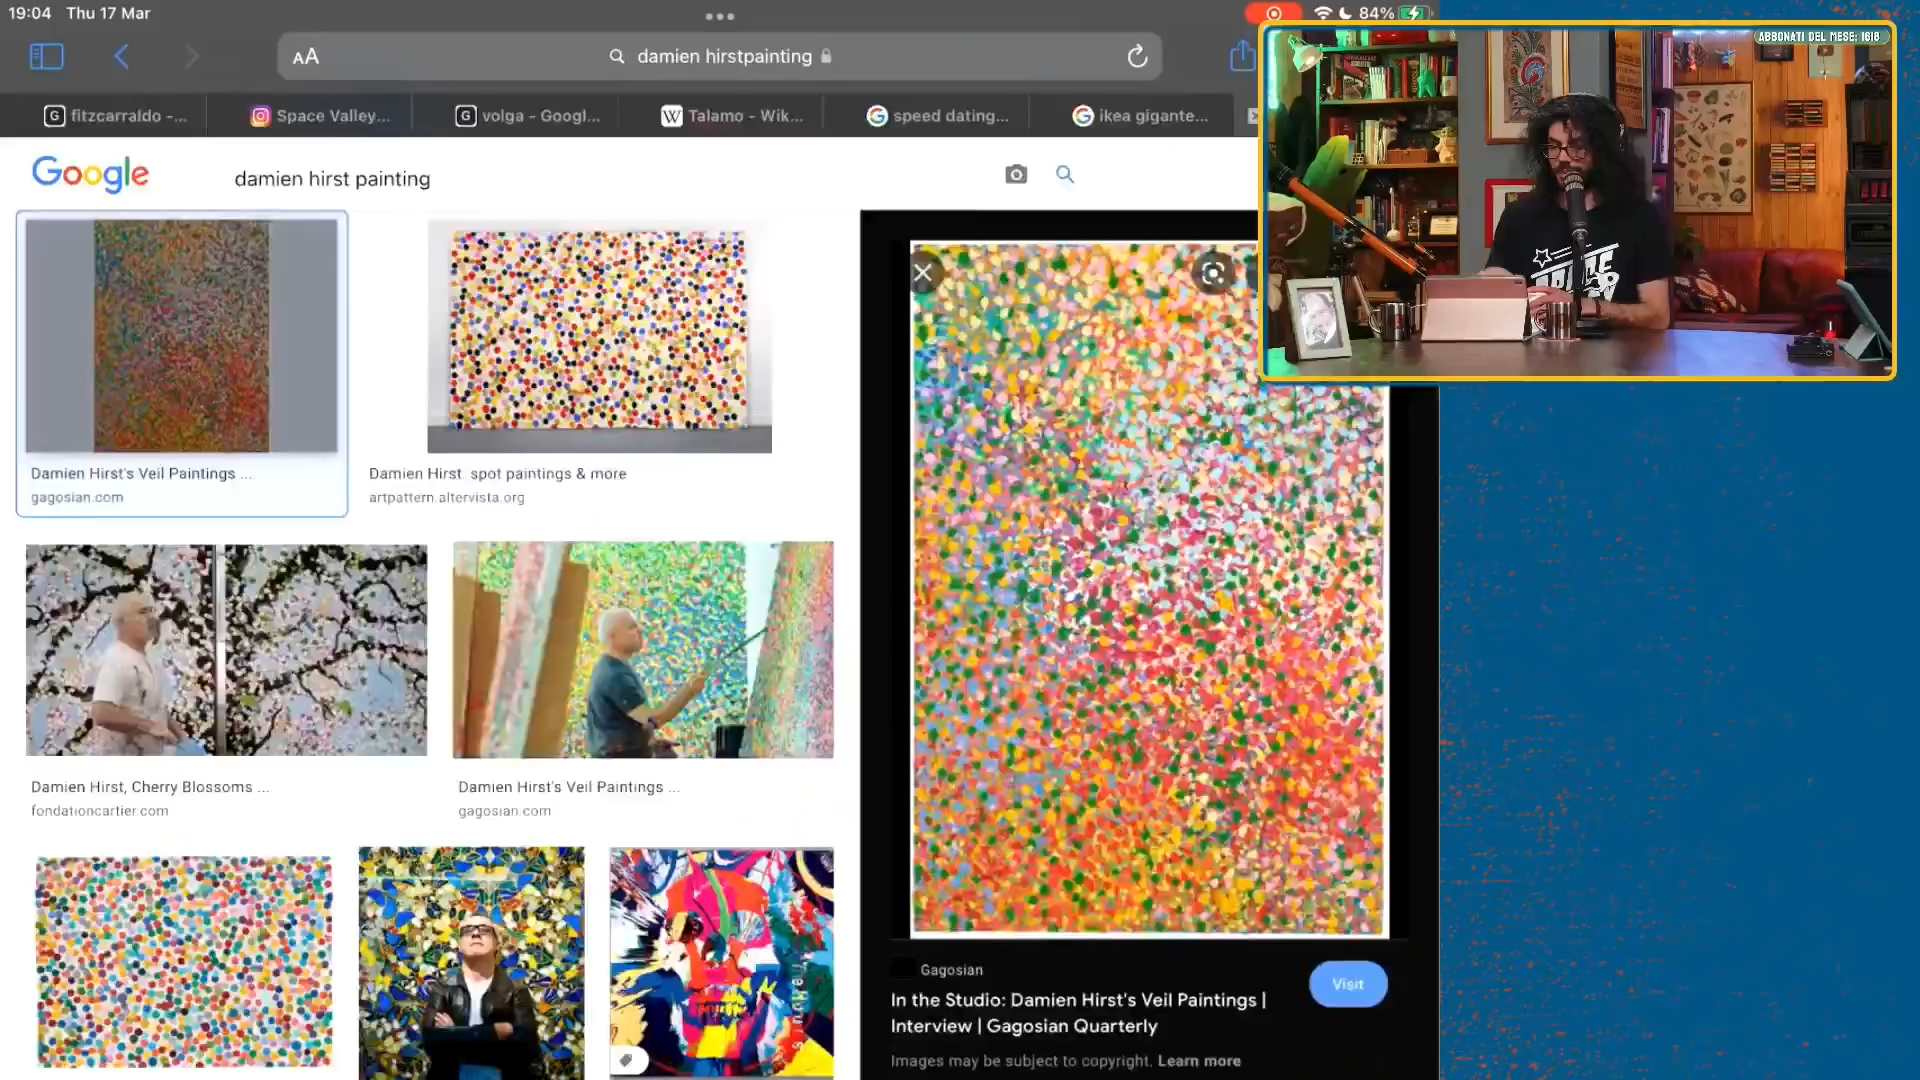 19:04 Thu 17 Mar
84%
AA
damien hirstpainting
fitzcarraldo -...
Space Valley...
volga - Googl...
Talamo - Wik...
speed dating...
ikea gigante...
ABBONATI DEL MESE: 1618
Google
damien hirst painting
Damien Hirst's Veil Paintings ...
gagosian.com
Damien Hirst: spot paintings & more
artpattern.altervista.org
Damien Hirst, Cherry Blossoms ...
fondationcartier.com
Damien Hirst's Veil Paintings ...
gagosian.com
Gagosian
In the Studio: Damien Hirst's Veil Paintings |
Interview | Gagosian Quarterly
Visit
Images may be subject to copyright. Learn more